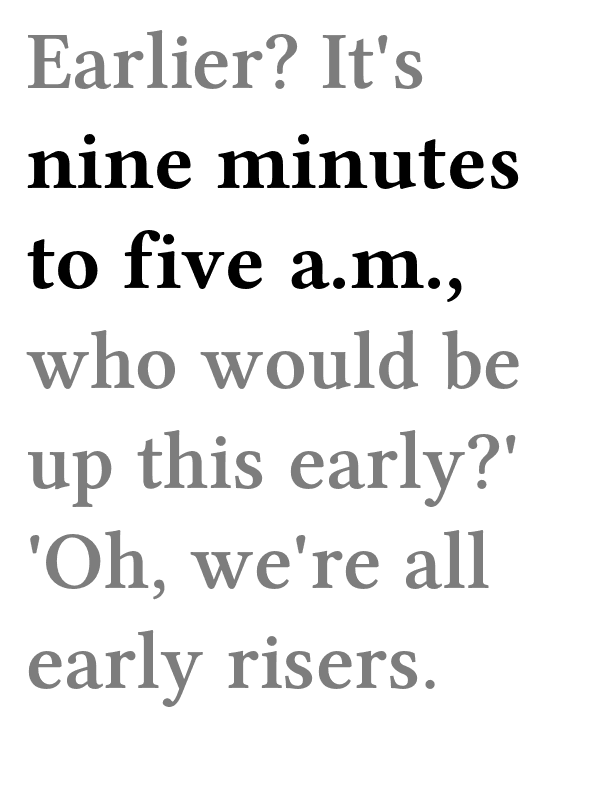 Earlier? It's
nine minutes
to five a.m.,
who would be
up this early?'
'Oh, we're all
early risers.